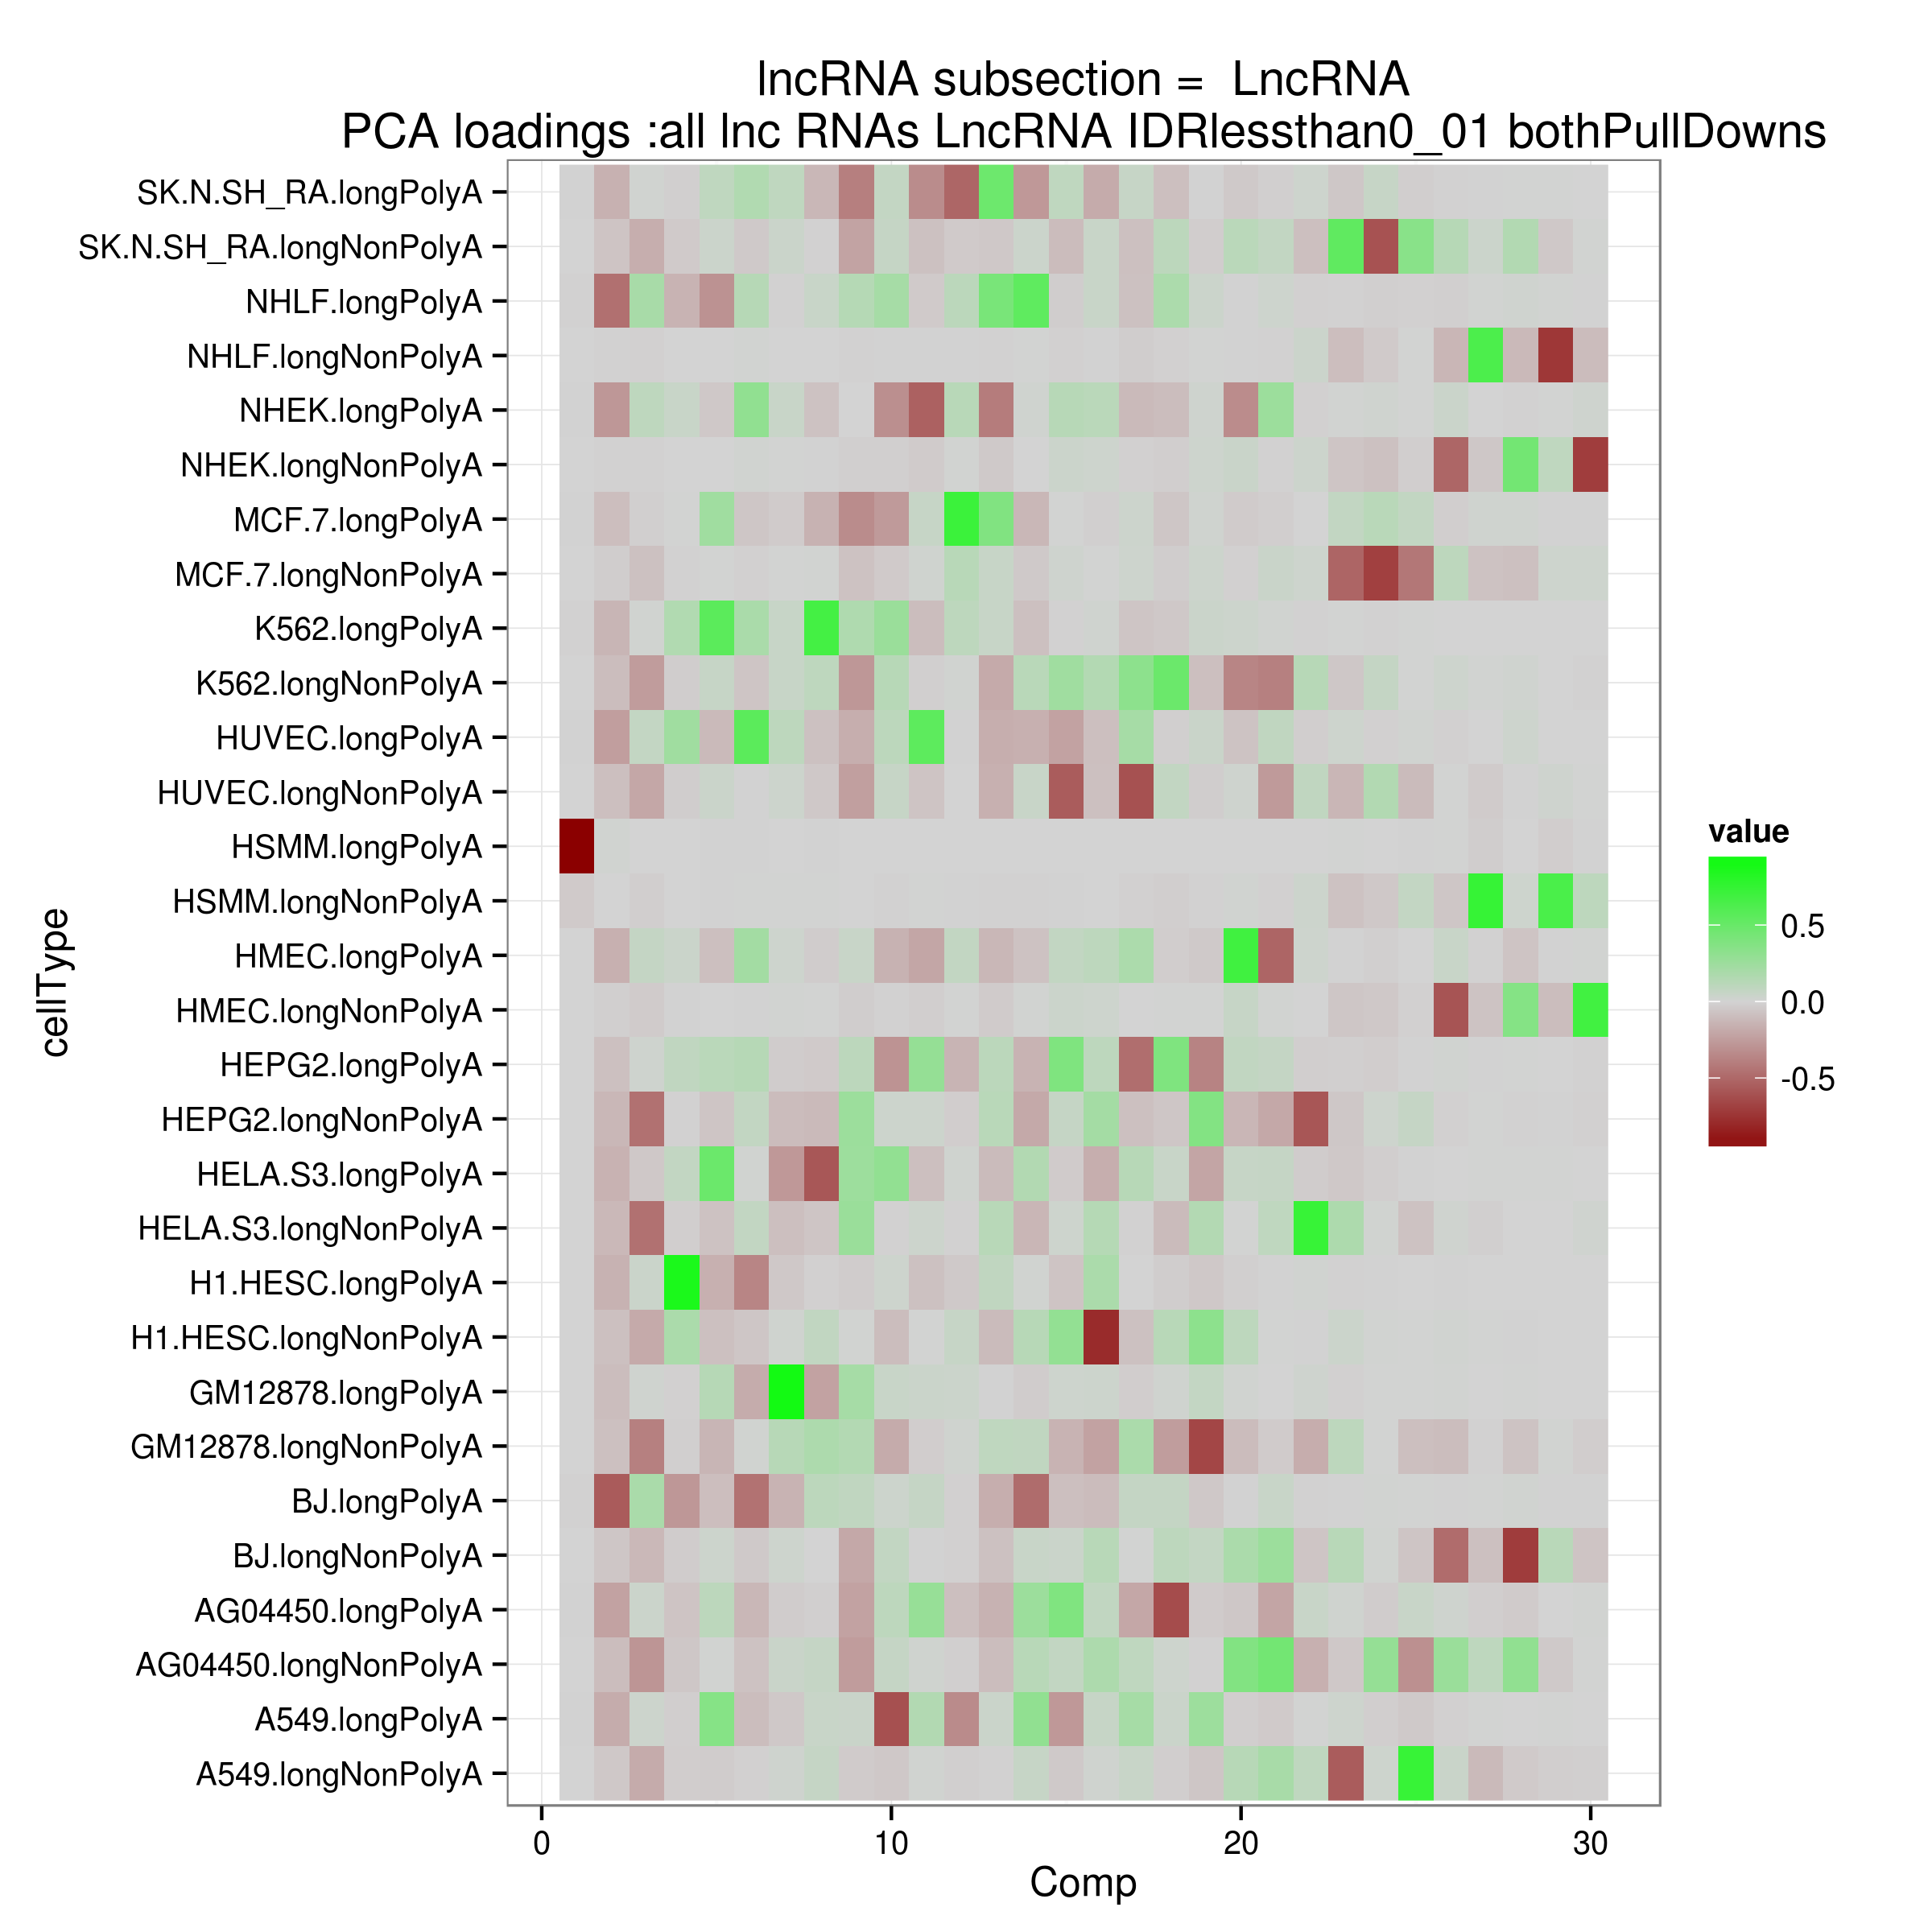 lncRNA subsection =  LncRNA
PCA loadings :all lnc RNAs LncRNA IDRlessthan0_01 bothPullDowns
SK.N.SH_RA.longPolyA
SK.N.SH_RA.longNonPolyA
NHLF.longPolyA
NHLF.longNonPolyA
NHEK.longPolyA
NHEK.longNonPolyA
MCF.7.longPolyA
MCF.7.longNonPolyA
K562.longPolyA
K562.longNonPolyA
HUVEC.longPolyA
HUVEC.longNonPolyA
HSMM.longPolyA
HSMM.longNonPolyA
HMEC.longPolyA
HMEC.longNonPolyA
HEPG2.longPolyA
HEPG2.longNonPolyA
HELA.S3.longPolyA
HELA.S3.longNonPolyA
H1.HESC.longPolyA
H1.HESC.longNonPolyA
GM12878.longPolyA
GM12878.longNonPolyA
BJ.longPolyA
BJ.longNonPolyA
AG04450.longPolyA
AG04450.longNonPolyA
A549.longPolyA
A549.longNonPolyA
cellType
0 10 20 30
Comp
value
0.5
0.0
-0.5